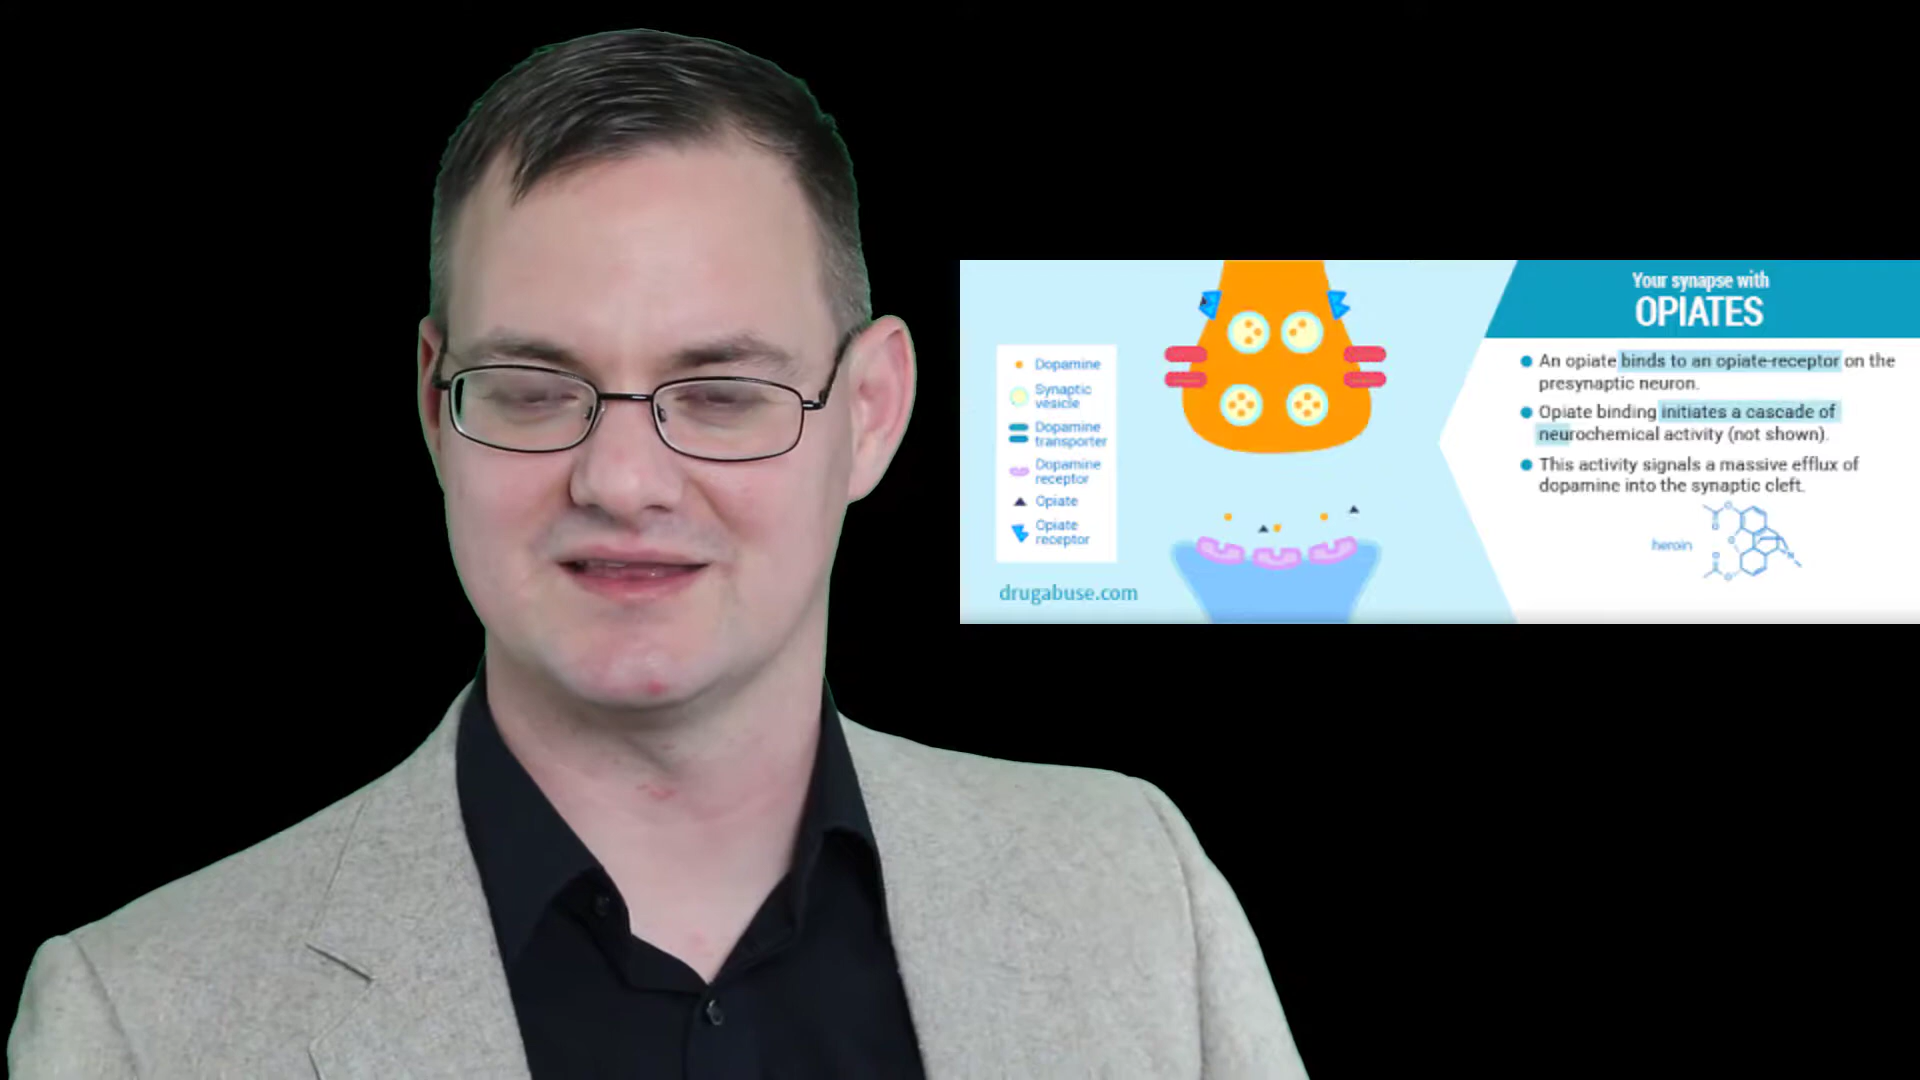 Your synapse with
OPIATES
An opiate binds to an opiate-receptor on the
presynaptic neuron.
Opiate binding initiates a cascade of
neurochemical activity (not shown).
This activity signals a massive efflux of
dopamine into the synaptic cleft.
heroin
Dopamine
Synaptic
vesicle
Dopamine
transporter
Dopamine
receptor
Opiate
Opiate
receptor
drugabuse.com